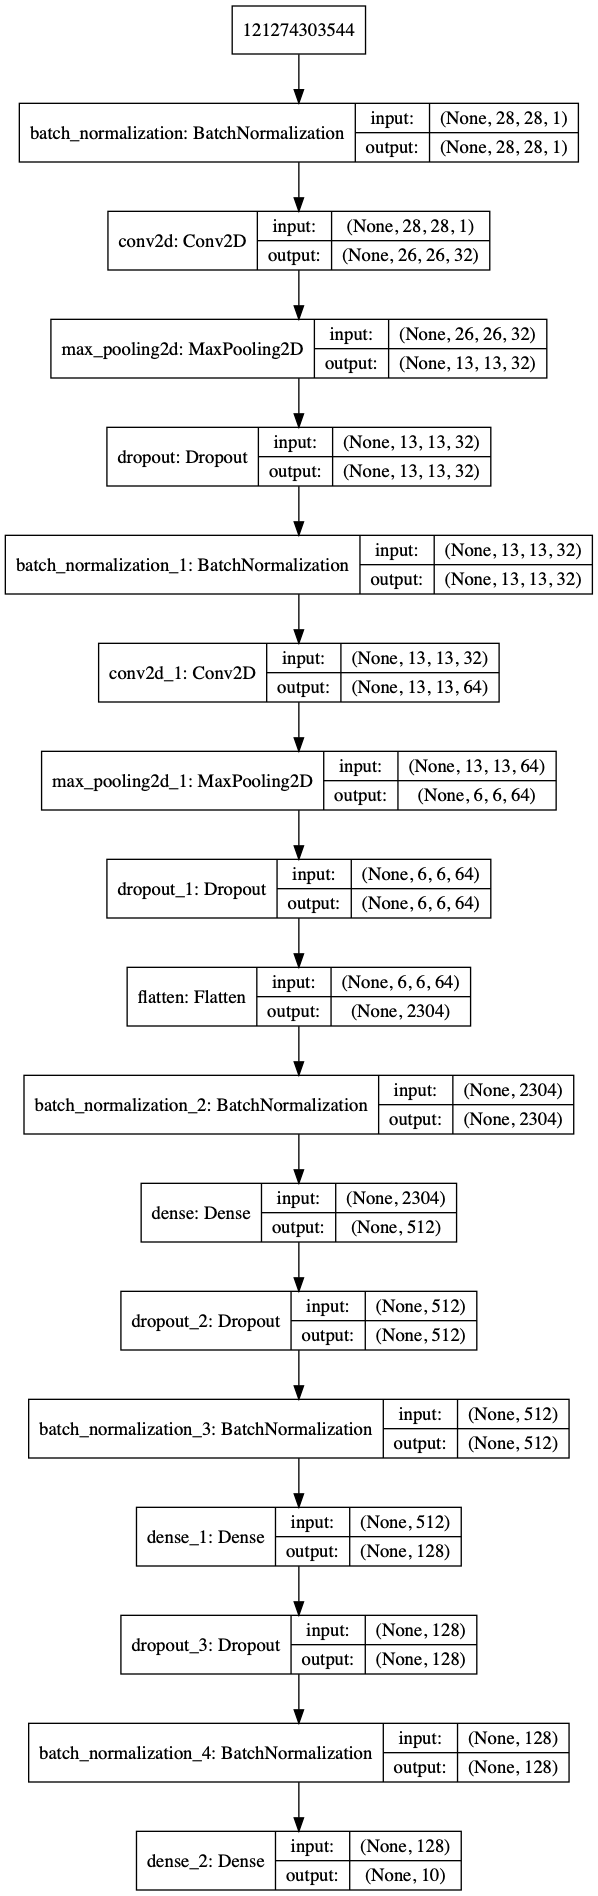 121274303544
batch_normalization: BatchNormalization
input: (None, 28, 28, 1)
output: (None, 28, 28, 1)
conv2d: Conv2D
input: (None, 28, 28, 1)
output: (None, 26, 26, 32)
max_pooling2d: MaxPooling2D
input: (None, 26, 26, 32)
output: (None, 13, 13, 32)
dropout: Dropout
input: (None, 13, 13, 32)
output: (None, 13, 13, 32)
batch_normalization_1: BatchNormalization
input: (None, 13, 13, 32)
output: (None, 13, 13, 32)
conv2d_1: Conv2D
input: (None, 13, 13, 32)
output: (None, 13, 13, 64)
max_pooling2d_1: MaxPooling2D
input: (None, 13, 13, 64)
output: (None, 6, 6, 64)
dropout_1: Dropout
input: (None, 6, 6, 64)
output: (None, 6, 6, 64)
flatten: Flatten
input: (None, 6, 6, 64)
output: (None, 2304)
batch_normalization_2: BatchNormalization
input: (None, 2304)
output: (None, 2304)
dense: Dense
input: (None, 2304)
output: (None, 512)
dropout_2: Dropout
input: (None, 512)
output: (None, 512)
batch_normalization_3: BatchNormalization
input: (None, 512)
output: (None, 512)
dense_1: Dense
input: (None, 512)
output: (None, 128)
dropout_3: Dropout
input: (None, 128)
output: (None, 128)
batch_normalization_4: BatchNormalization
input: (None, 128)
output: (None, 128)
dense_2: Dense
input: (None, 128)
output: (None, 10)